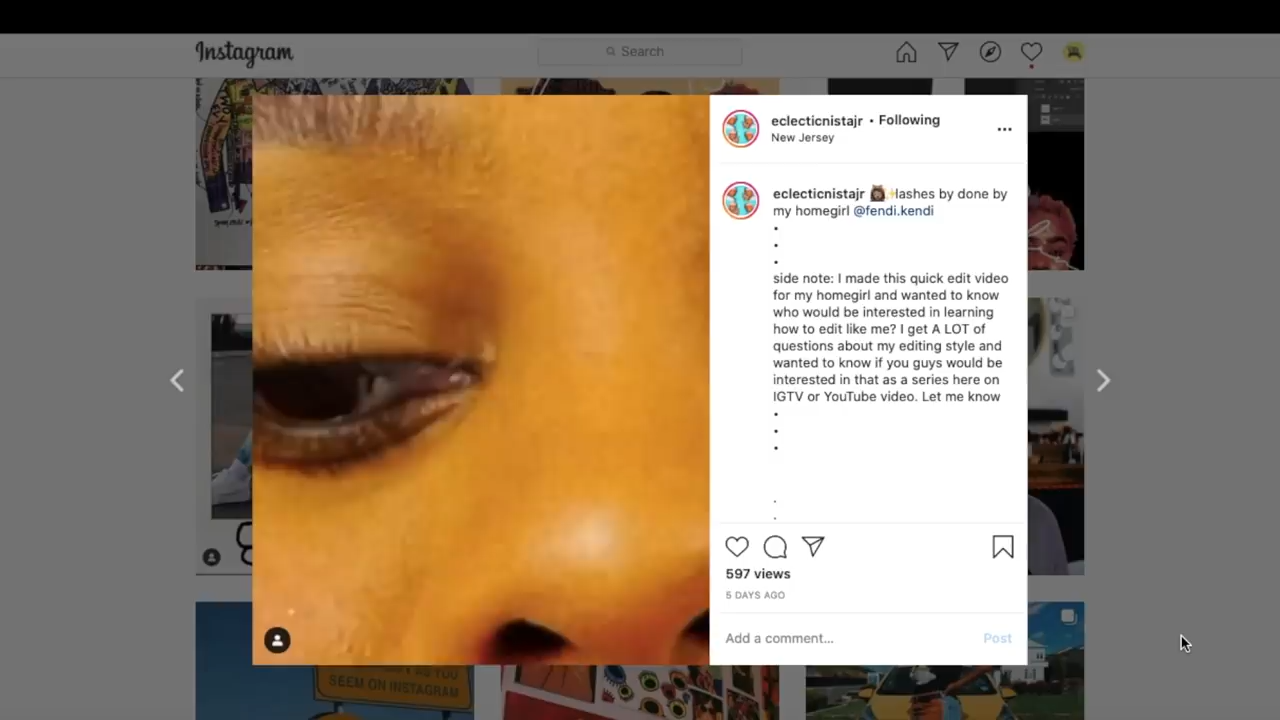 Instagram
Search
eclecticnistajr • Following
New Jersey
eclecticnistajr lashes by done by
my homegirl @fendi.kendi
•
•
•
side note: I made this quick edit video
for my homegirl and wanted to know
who would be interested in learning
how to edit like me? I get A LOT of
questions about my editing style and
wanted to know if you guys would be
interested in that as a series here on
IGTV or YouTube video. Let me know
•
•
•
.
.
597 views
5 DAYS AGO
Add a comment... Post
SEEM ON INSTAGRAM